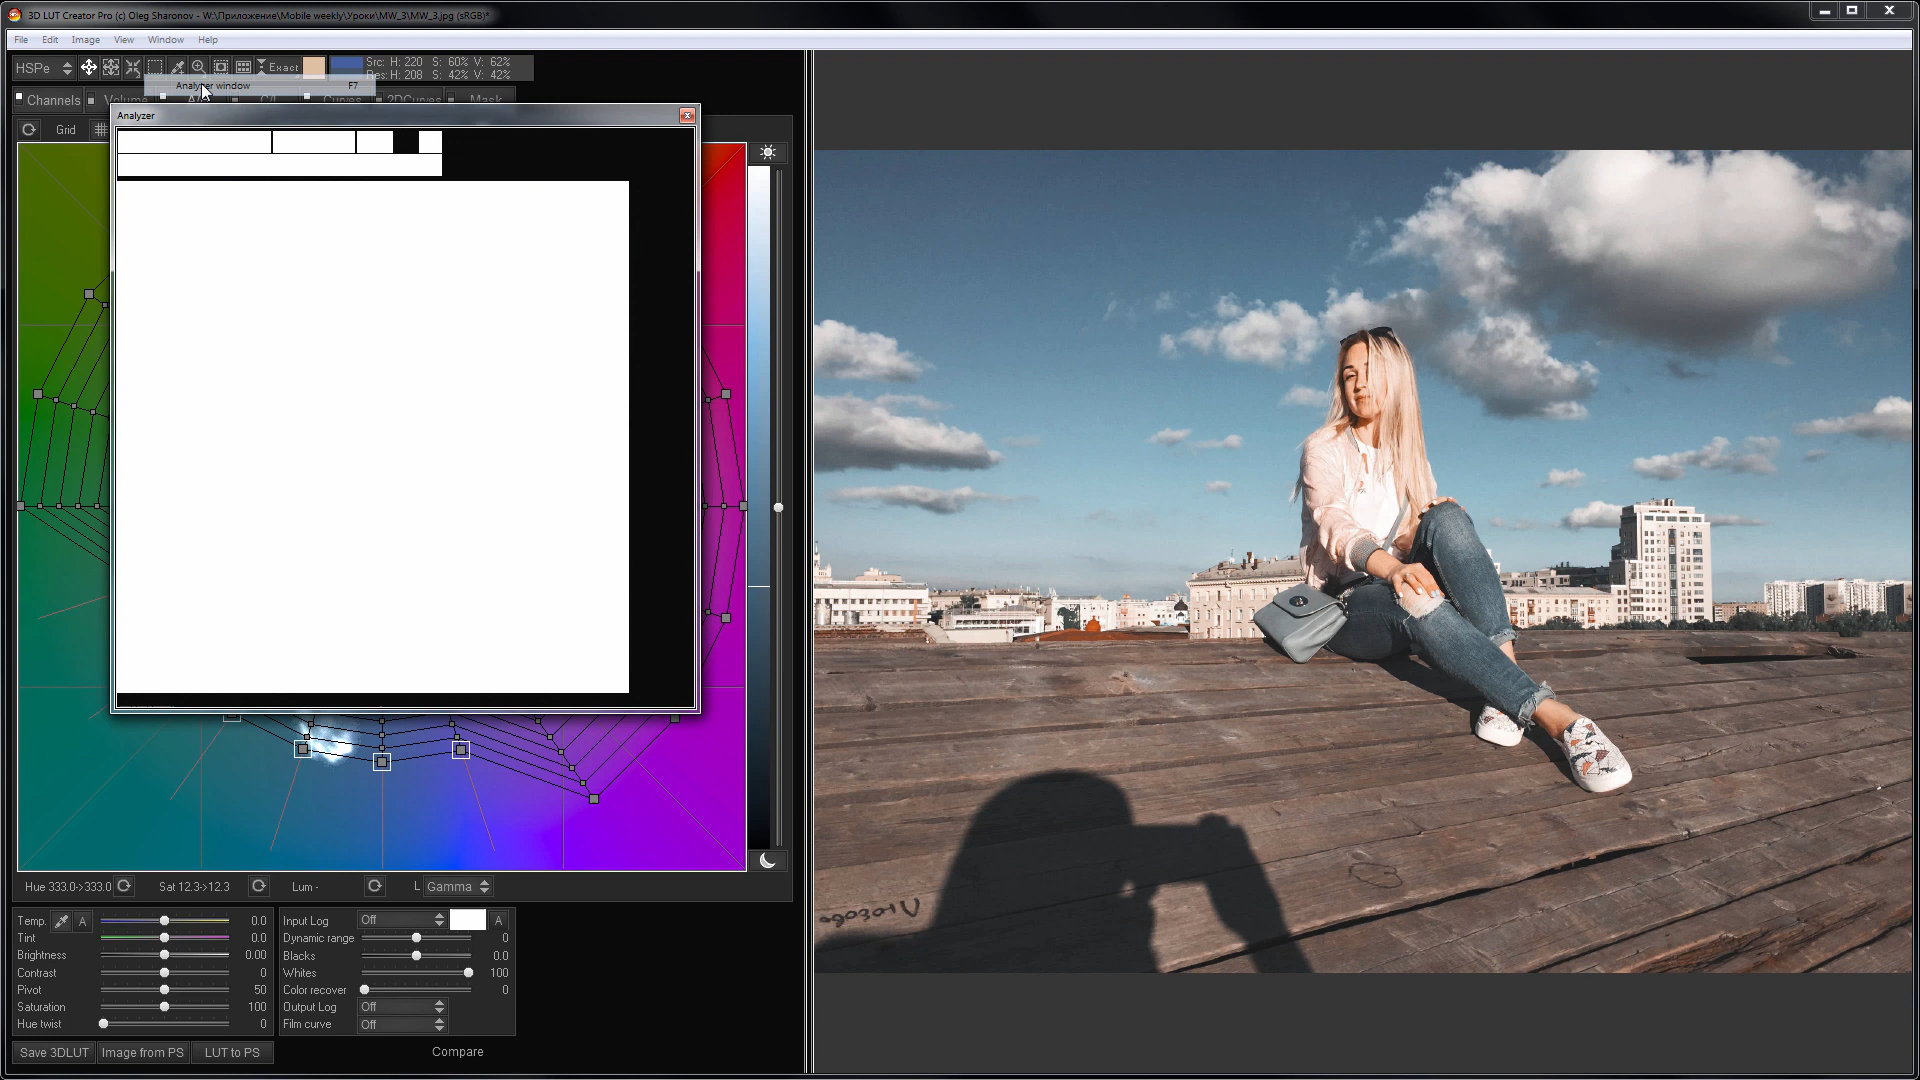 3D LUT Creator Pro (c) Oleg Sharonov - W:\Приложение\Mobile weekly\Уроки\MW_3\MW_3.jpg (sRGB)*
File Edit Image View Window Help
HSPe Exact Src: H: 220 S: 60% V: 62%
Res: H: 208 S: 42% V: 42%
Analyzer window F7
Channels Volume A/B C/L Curves 2DCurves Mask
Analyzer
Grid
Hue 333.0->333.0 Sat 12.3->12.3 Lum - L Gamma
Temp. A 0.0 Input Log Off A
Tint 0.0 Dynamic range 0
Brightness 0.00 Blacks 0.0
Contrast 0 Whites 100
Pivot 50 Color recover 0
Saturation 100 Output Log Off
Hue twist 0 Film curve Off
Save 3DLUT Image from PS LUT to PS Compare